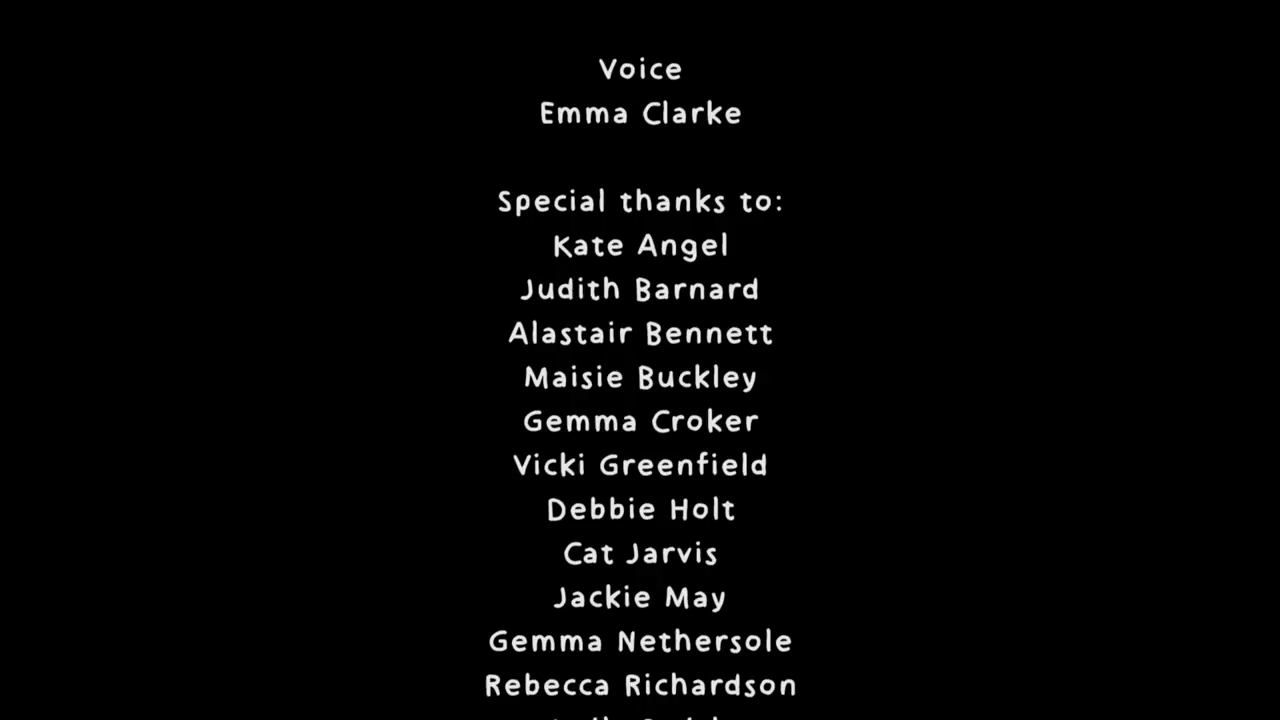 Voice
Emma Clarke
Special thanks to:
Kate Angel
Judith Barnard
Alastair Bennett
Maisie Buckley
Gemma Croker
Vicki Greenfield
Debbie Holt
Cat Jarvis
Jackie May
Gemma Nethersole
Rebecca Richardson